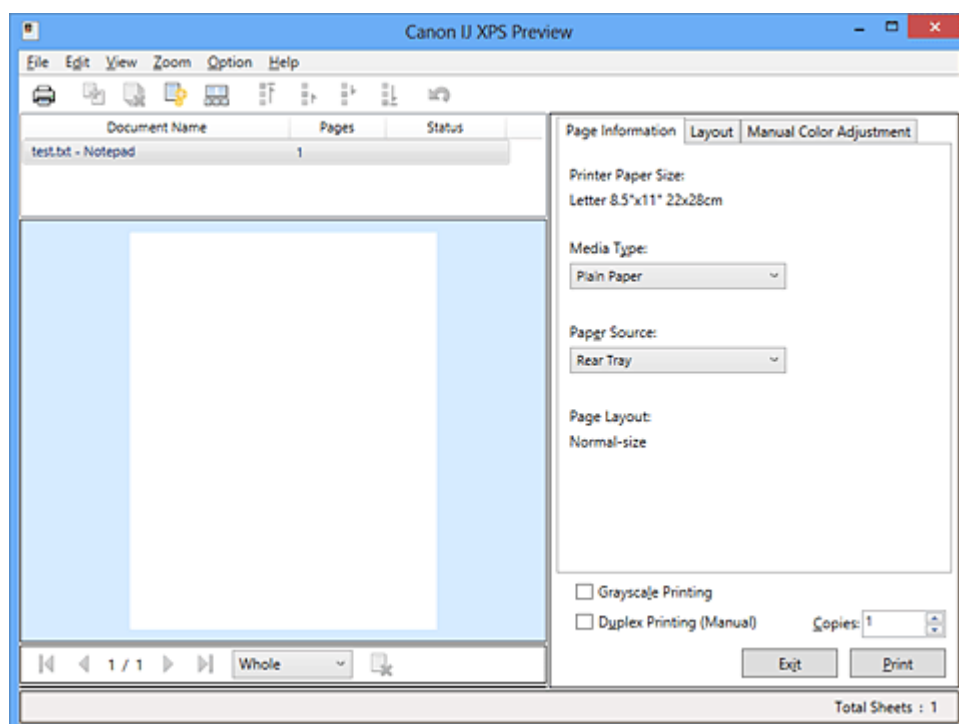 Canon IJ XPS Preview
File Edit View Zoom Option Help
Document Name Pages Status
test.txt - Notepad 1
Page Information Layout Manual Color Adjustment
Printer Paper Size:
Letter 8.5"x11" 22x28cm
Media Type:
Plain Paper
Paper Source:
Rear Tray
Page Layout:
Normal-size
Grayscale Printing
Duplex Printing (Manual) Copies: 1
1 / 1 Whole
Exit Print
Total Sheets : 1